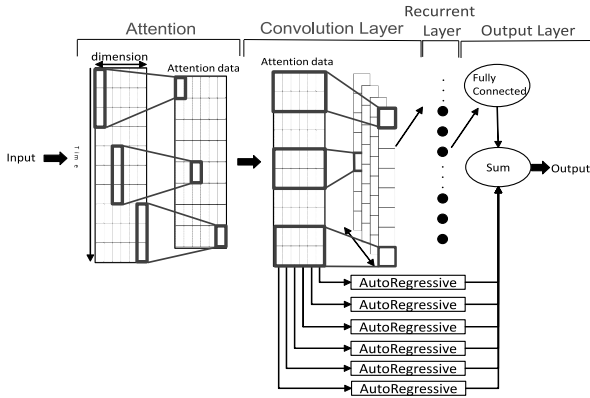 Attention
Convolution Layer
Recurrent
Layer
Output Layer
dimension
Attention data
Attention data
Time
Input
Fully
Connected
Sum
Output
AutoRegressive
AutoRegressive
AutoRegressive
AutoRegressive
AutoRegressive
AutoRegressive